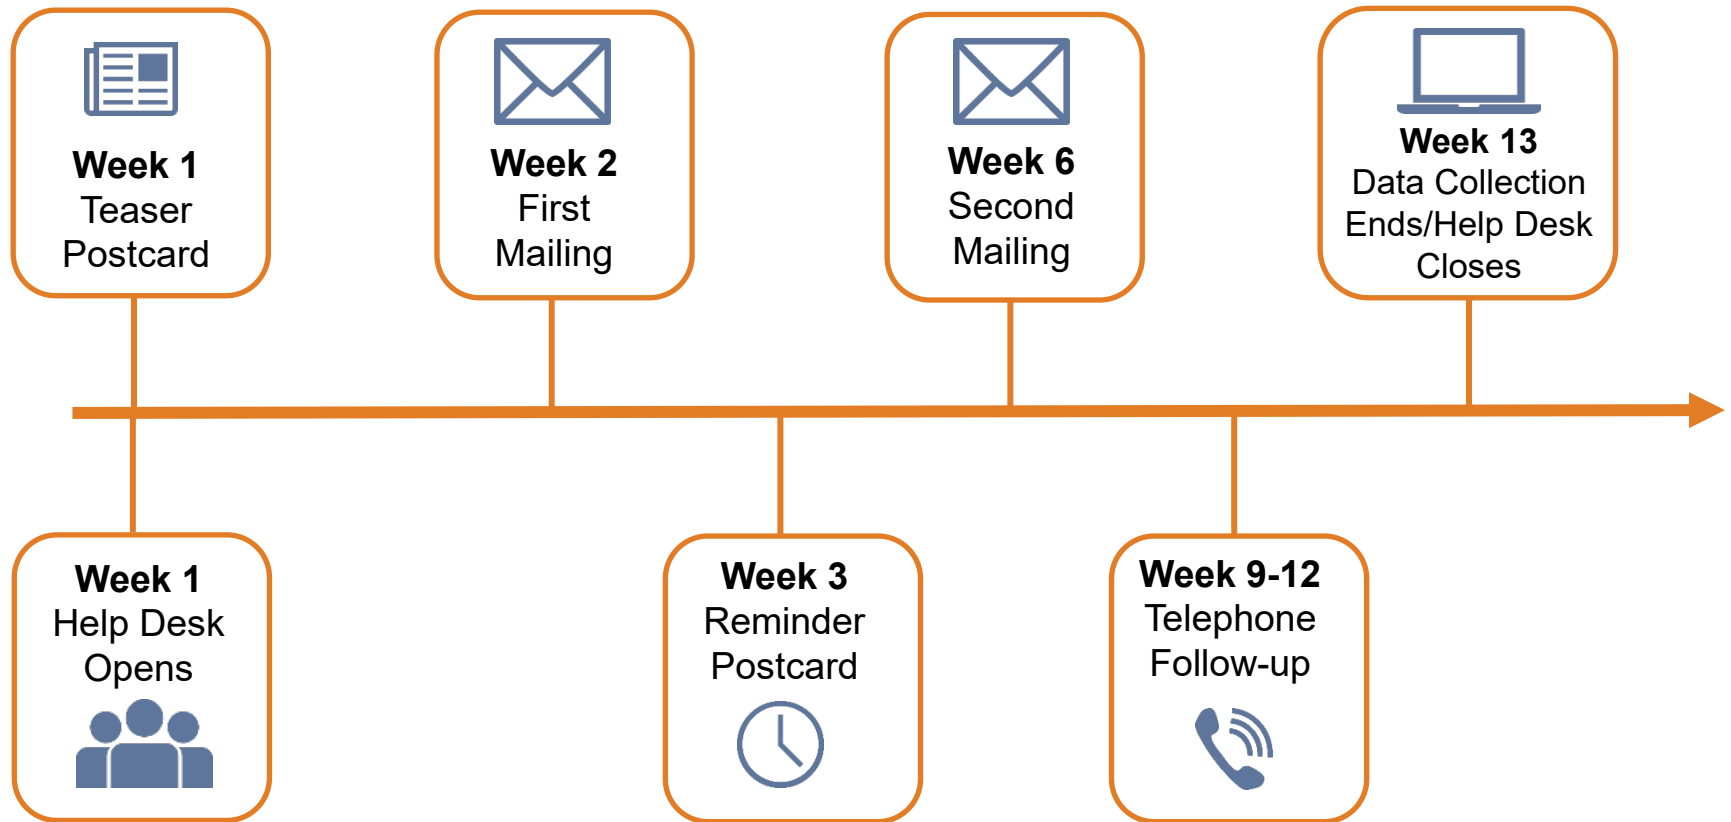 Week 1
Teaser
Postcard
Week 2
First
Mailing
Week 6
Second
Mailing
Week 13
Data Collection
Ends/Help Desk
Closes
Week 1
Help Desk
Opens
Week 3
Reminder
Postcard
Week 9-12
Telephone
Follow-up